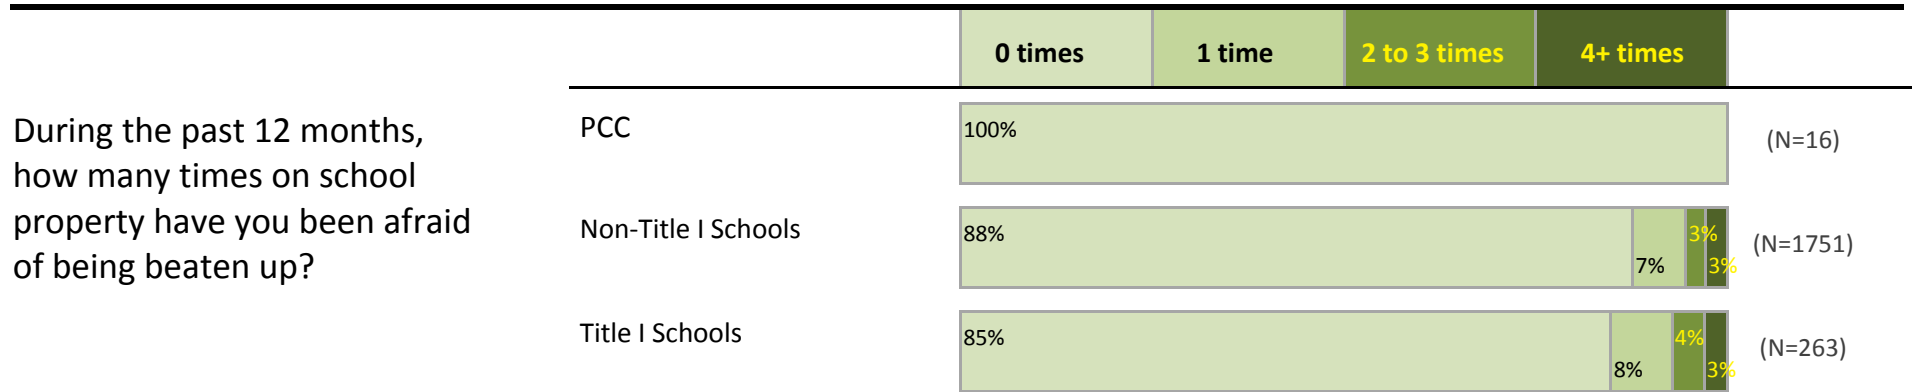 0 times 1 time 2 to 3 times 4+ times
During the past 12 months,
how many times on school
property have you been afraid
of being beaten up?
PCC 100% (N=16)
Non-Title I Schools 88% 7% 3% 3% (N=1751)
Title I Schools 85% 8% 4% 3% (N=263)